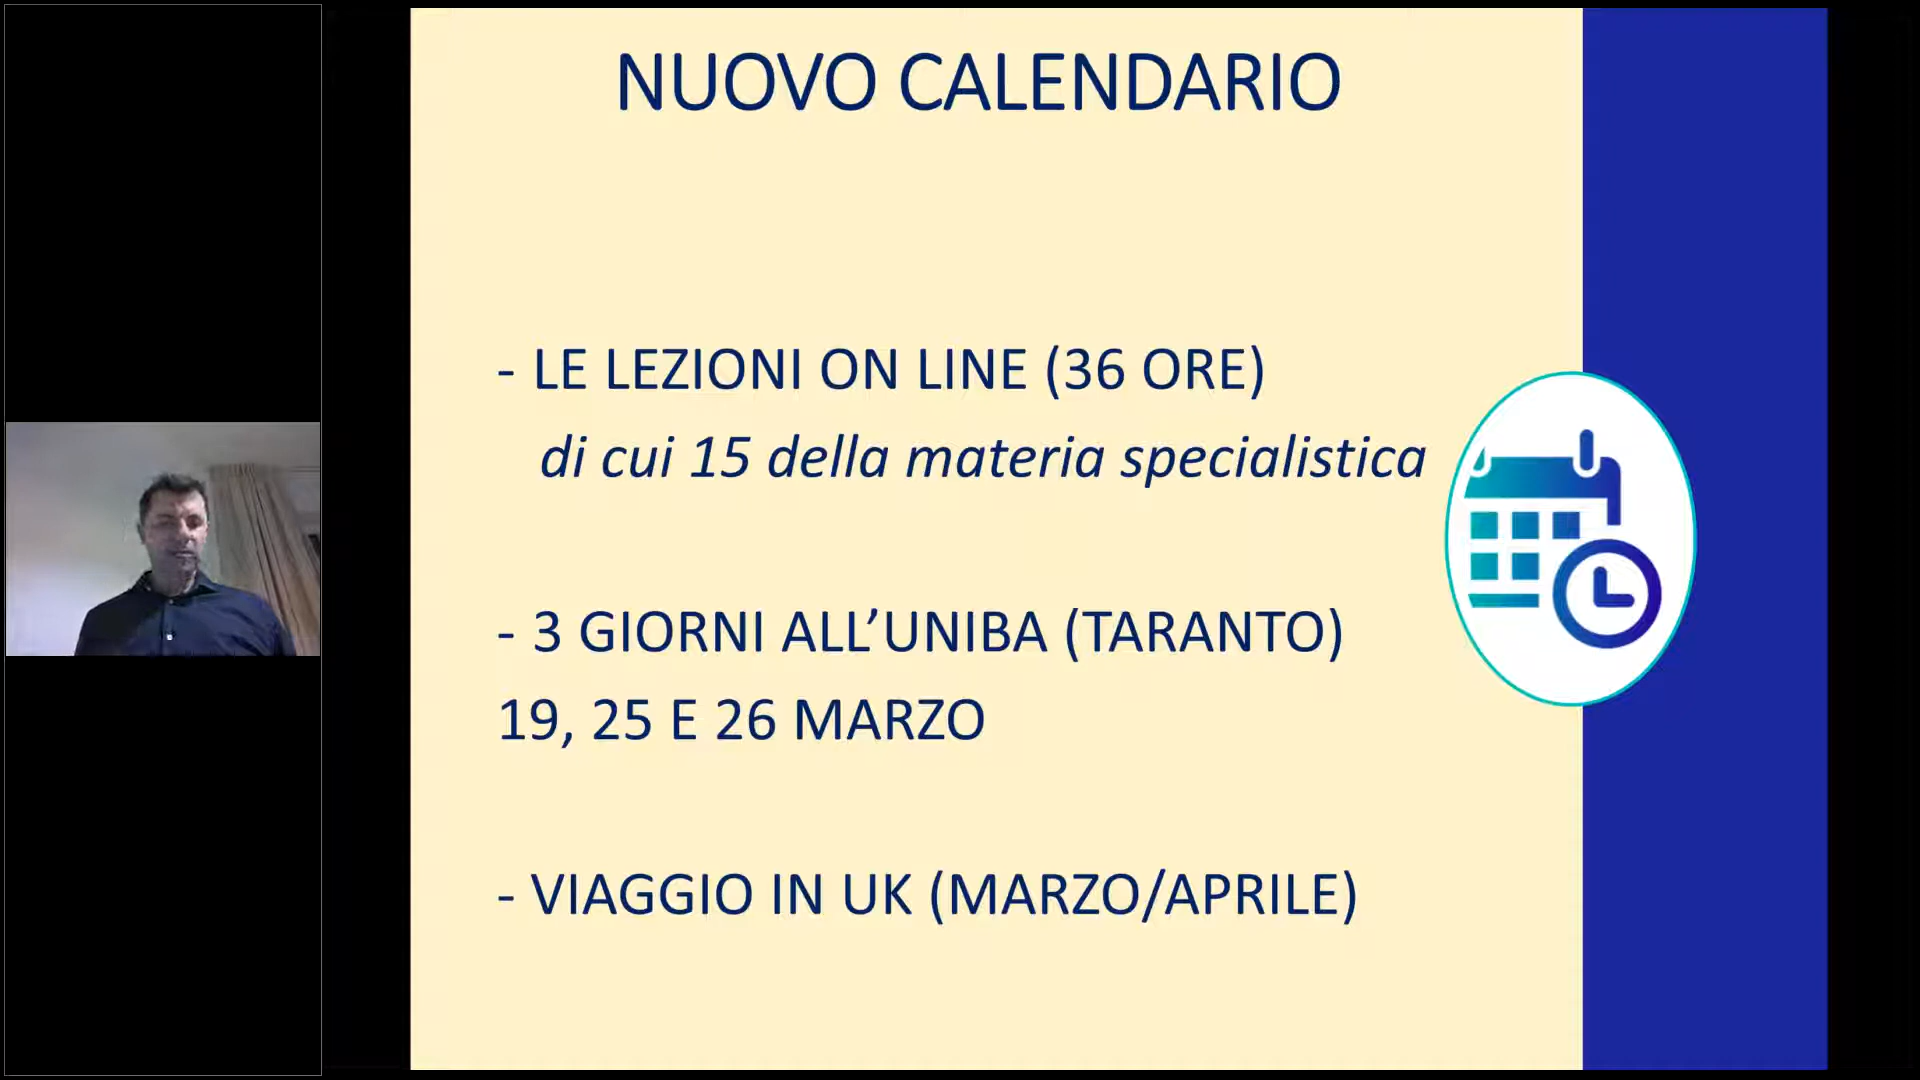 NUOVO CALENDARIO
- LE LEZIONI ON LINE (36 ORE)
di cui 15 della materia specialistica
- 3 GIORNI ALL’UNIBA (TARANTO)
19, 25 E 26 MARZO
- VIAGGIO IN UK (MARZO/APRILE)